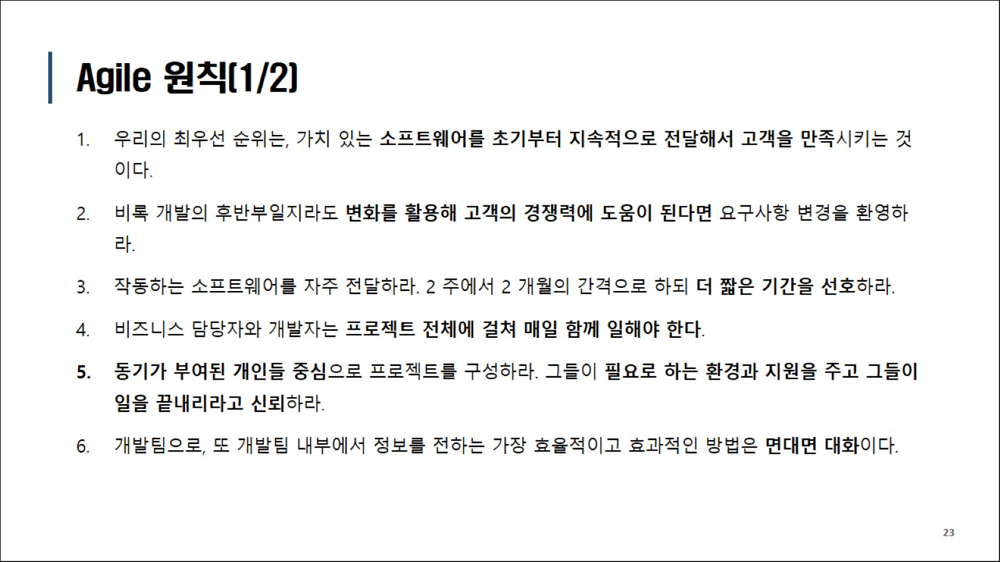 Agile 원칙(1/2)
1. 우리의 최우선 순위는, 가치 있는 소프트웨어를 초기부터 지속적으로 전달해서 고객을 만족시키는 것
이다.
2. 비록 개발의 후반부일지라도 변화를 활용해 고객의 경쟁력에 도움이 된다면 요구사항 변경을 환영하
라.
3. 작동하는 소프트웨어를 자주 전달하라. 2 주에서 2 개월의 간격으로 하되 더 짧은 기간을 선호하라.
4. 비즈니스 담당자와 개발자는 프로젝트 전체에 걸쳐 매일 함께 일해야 한다.
5. 동기가 부여된 개인들 중심으로 프로젝트를 구성하라. 그들이 필요로 하는 환경과 지원을 주고 그들이
일을 끝내리라고 신뢰하라.
6. 개발팀으로, 또 개발팀 내부에서 정보를 전하는 가장 효율적이고 효과적인 방법은 면대면 대화이다.
23